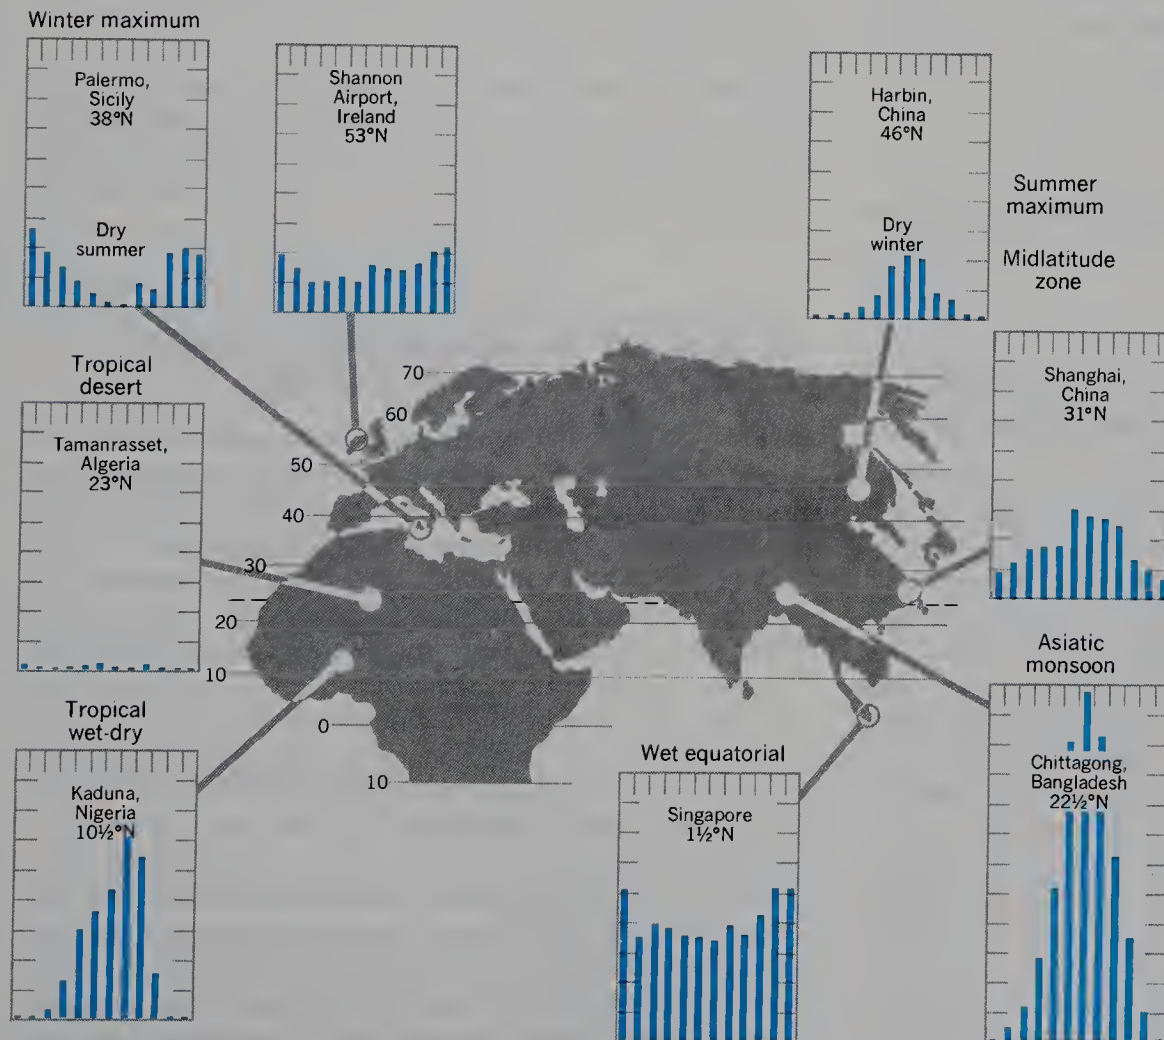 Winter maximum
Palermo,
Sicily
38°N
Dry
summer
Shannon
Airport,
Ireland
53°N
Harbin,
China
46°N
Dry
winter
Summer
maximum
Midlatitude
zone
Shanghai,
China
31°N
Tropical
desert
Tamanrasset,
Algeria
23°N
70
60
50
40
30
20
10
0
10
Asiatic
monsoon
Chittagong,
Bangladesh
22½°N
Tropical
wet-dry
Kaduna,
Nigeria
10½°N
Wet equatorial
Singapore
1½°N